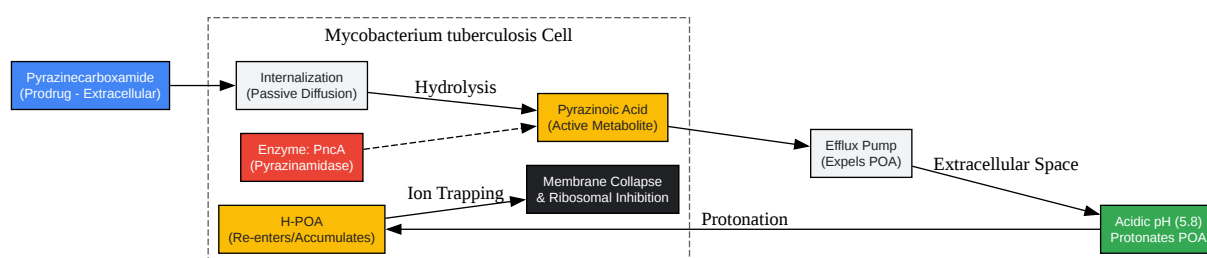 Mycobacterium tuberculosis Cell
Pyrazinecarboxamide
(Prodrug - Extracellular)
Internalization
(Passive Diffusion)
Hydrolysis
Pyrazinoic Acid
(Active Metabolite)
Enzyme: PncA
(Pyrazinamidase)
Efflux Pump
(Expels POA)
Extracellular Space
Membrane Collapse
& Ribosomal Inhibition
Ion Trapping
H-POA
(Re-enters/Accumulates)
Protonation
Acidic pH (5.8)
Protonates POA